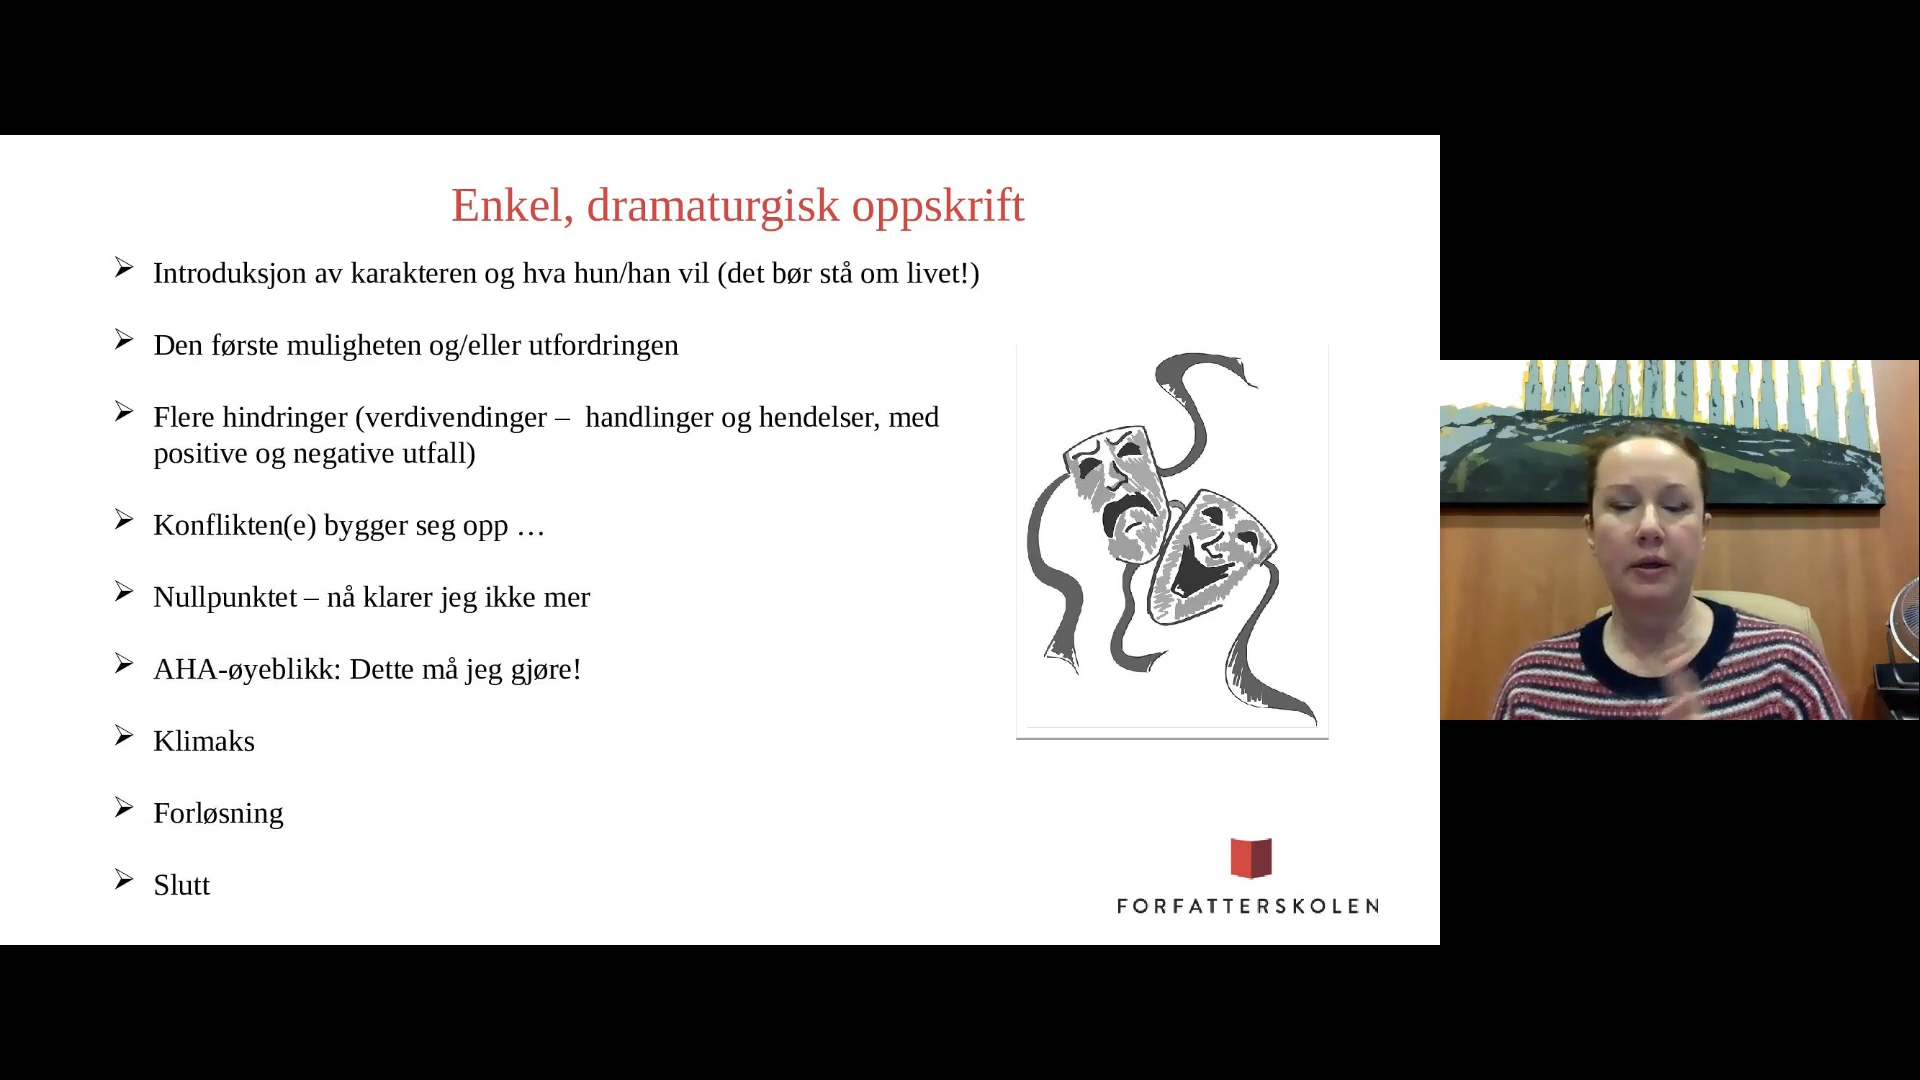 Enkel, dramaturgisk oppskrift
Introduksjon av karakteren og hva hun/han vil (det bør stå om livet!)
Den første muligheten og/eller utfordringen
Flere hindringer (verdivendinger –  handlinger og hendelser, med
positive og negative utfall)
Konflikten(e) bygger seg opp …
Nullpunktet – nå klarer jeg ikke mer
AHA-øyeblikk: Dette må jeg gjøre!
Klimaks
Forløsning
Slutt
FORFATTERSKOLEN